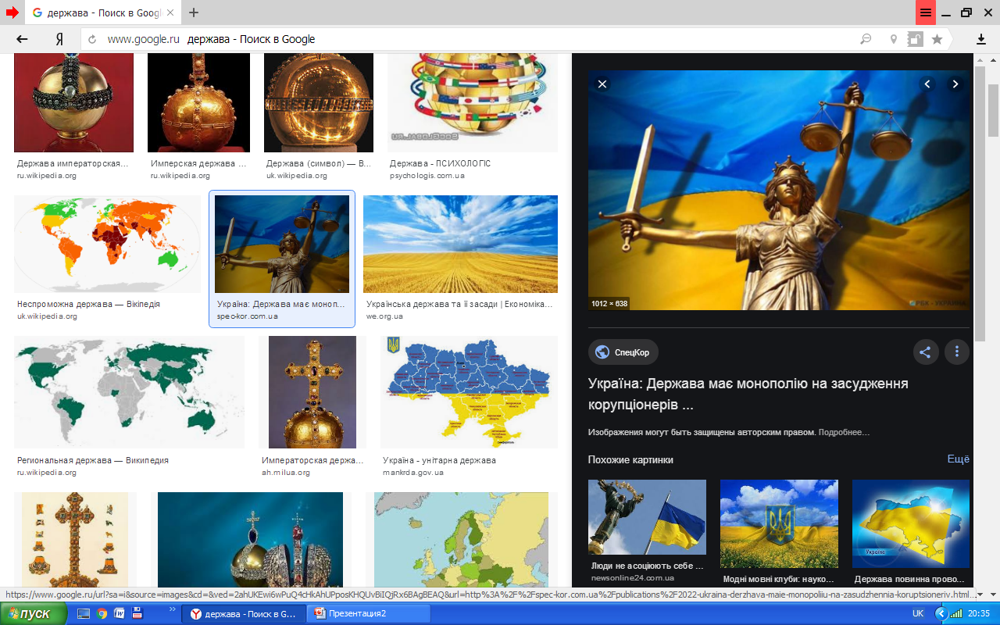 держава - Поиск в Googl
www.google.ru держава - Поиск в Google
Держава императорская...
ru.wikipedia.org
Имперская держава ...
ru.wikipedia.org
Держава (символ) — В...
uk.wikipedia.org
Держава - ПСИХОЛОГІС
psychologis.com.ua
Неспроможна держава — Вікіпедія
uk.wikipedia.org
Україна: Держава має моноп...
spec-kor.com.ua
Українська держава та її засади | Економіка...
we.org.ua
Региональная держава — Википедия
ru.wikipedia.org
Императорская держа...
ah.milua.org
Україна - унітарна держава
mankrda.gov.ua
1012 × 638
РБК - УКРАИНА
СпецКор
Україна: Держава має монополію на засудження
корупціонерів ...
Изображения могут быть защищены авторским правом. Подробнее...
Похожие картинки
Ещё
Люди не асоціюють себе ...
newsonline24.com.ua
Модні мовні клуби: науко...
Україна
Держава повинна прово...
https://www.google.ru/url?sa=i&source=images&cd=&ved=2ahUKEwi6wPuQ4cHkAhUPposKHQUvBiIQjRx6BAgBEAQ&url=http%3A%2F%2Fspec-kor.com.ua%2Fpublications%2F2022-ukraina-derzhava-maie-monopoliiu-na-zasudzhennia-koruptsioneriv.html...
пуск
держава - Поиск в G...
Презентация2
UK
20:35